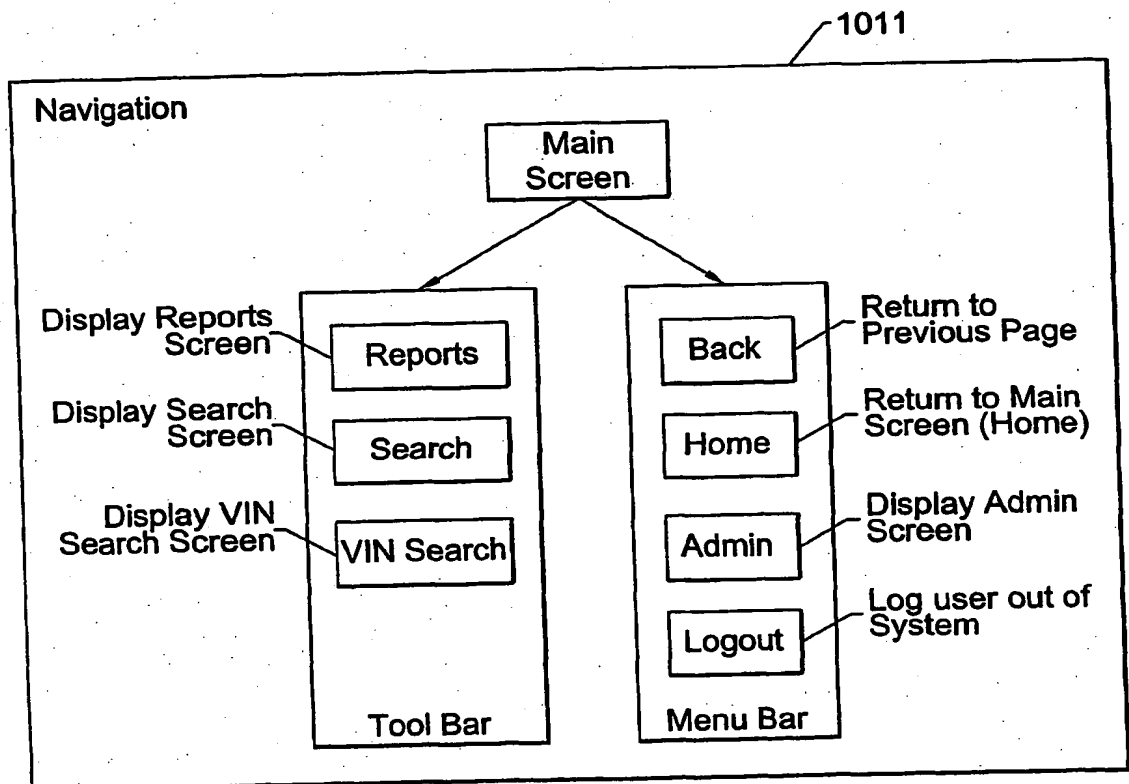 1011
Navigation
Main
Screen
Display Reports
Screen
Reports
Display Search
Screen
Search
Display VIN
Search Screen
VIN Search
Tool Bar
Back
Return to
Previous Page
Home
Return to Main
Screen (Home)
Admin
Display Admin
Screen
Logout
Log user out of
System
Menu Bar